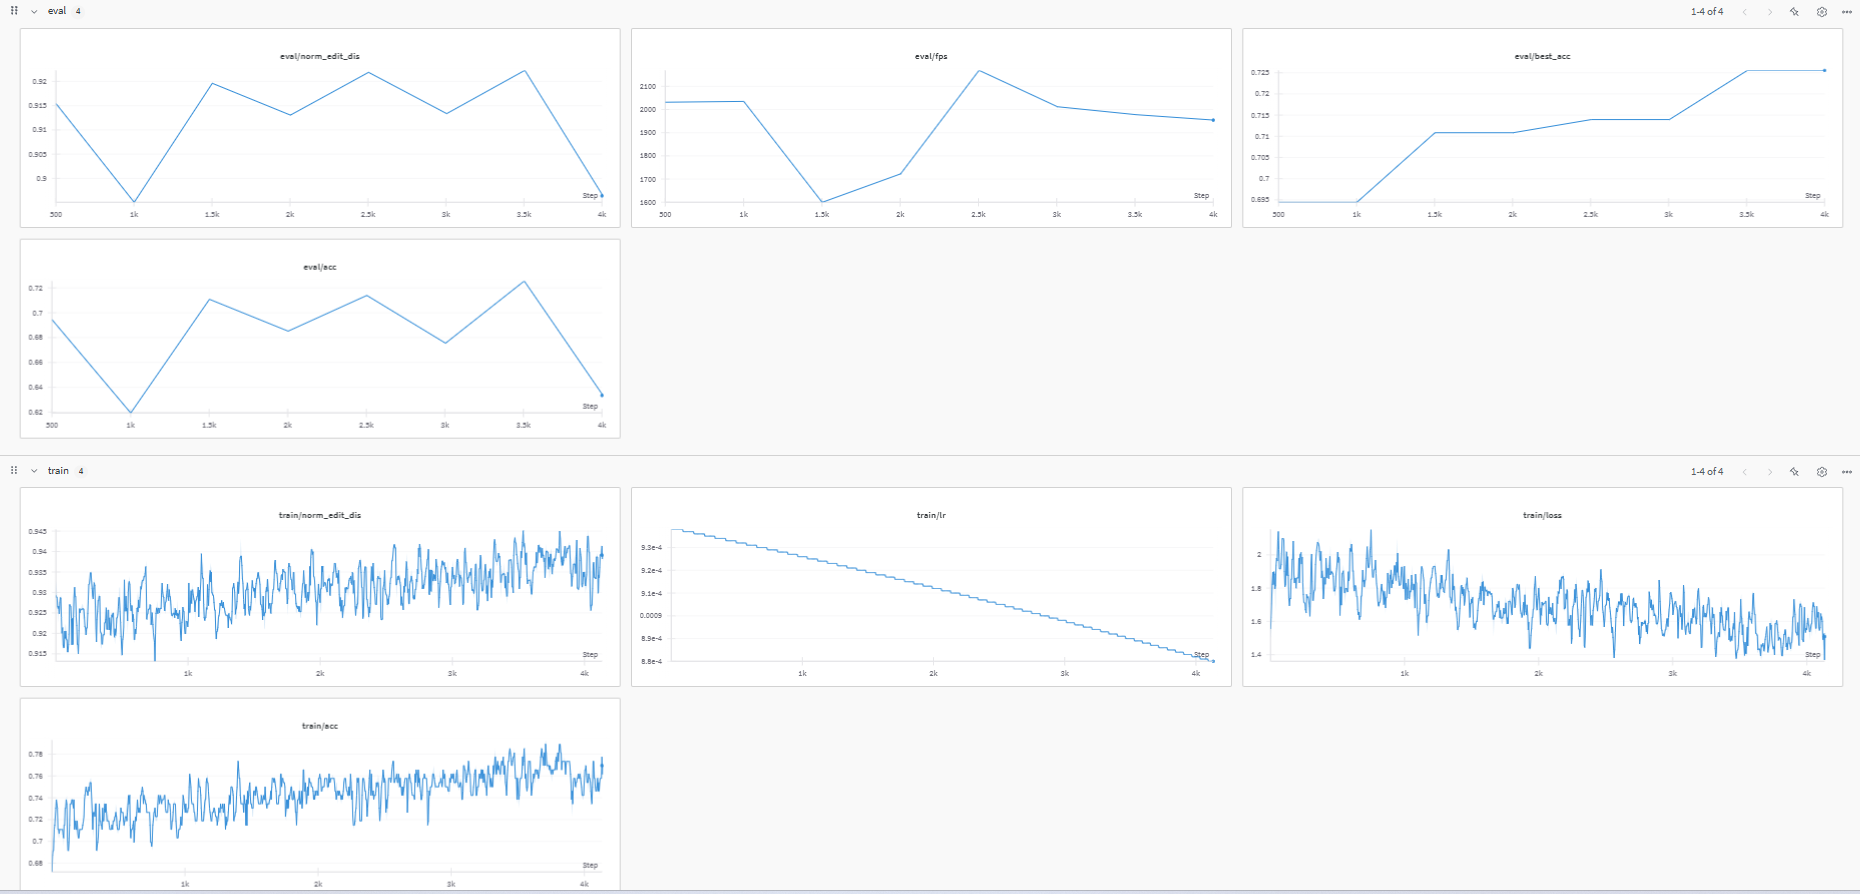 eval 4 1-4 of 4
eval/norm_edit_dis
0.92
0.915
0.91
0.905
0.9
Step
500 1k 1.5k 2k 2.5k 3k 3.5k 4k
eval/fps
2100
2000
1900
1800
1700
1600
Step
500 1k 1.5k 2k 2.5k 3k 3.5k 4k
eval/best_acc
0.725
0.72
0.715
0.71
0.705
0.7
0.695
Step
500 1k 1.5k 2k 2.5k 3k 3.5k 4k
eval/acc
0.72
0.7
0.68
0.66
0.64
0.62
Step
500 1k 1.5k 2k 2.5k 3k 3.5k 4k
train 4 1-4 of 4
train/norm_edit_dis
0.945
0.94
0.935
0.93
0.925
0.92
0.915
Step
1k 2k 3k 4k
train/lr
9.3e-4
9.2e-4
9.1e-4
0.0009
8.9e-4
8.8e-4
Step
1k 2k 3k 4k
train/loss
2
1.8
1.6
1.4
Step
1k 2k 3k 4k
train/acc
0.78
0.76
0.74
0.72
0.7
0.68
Step
1k 2k 3k 4k